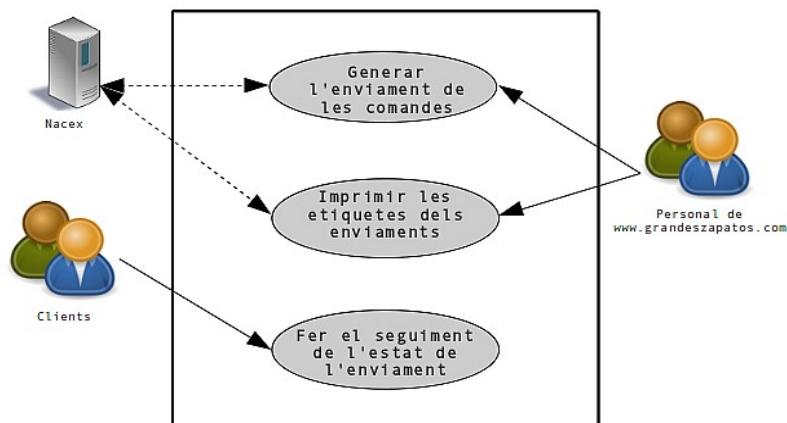 Nacex
Generar
l'enviament de
les comandes
Imprimir les
etiquetes dels
enviaments
Personal de
www.grandeszapatos.com
Clients
Fer el seguiment
de l'estat de
l'enviament